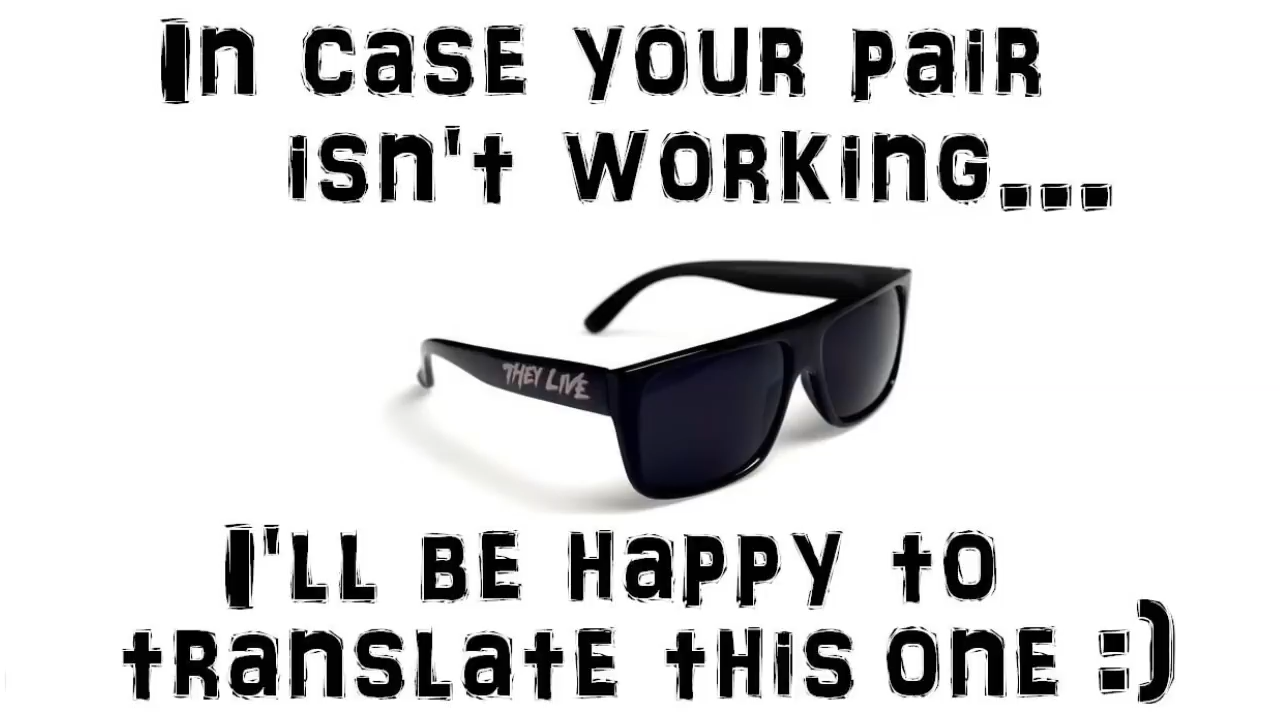 In case your pair
isn't working...
THEY LIVE
I'll be happy to
translate this one :)